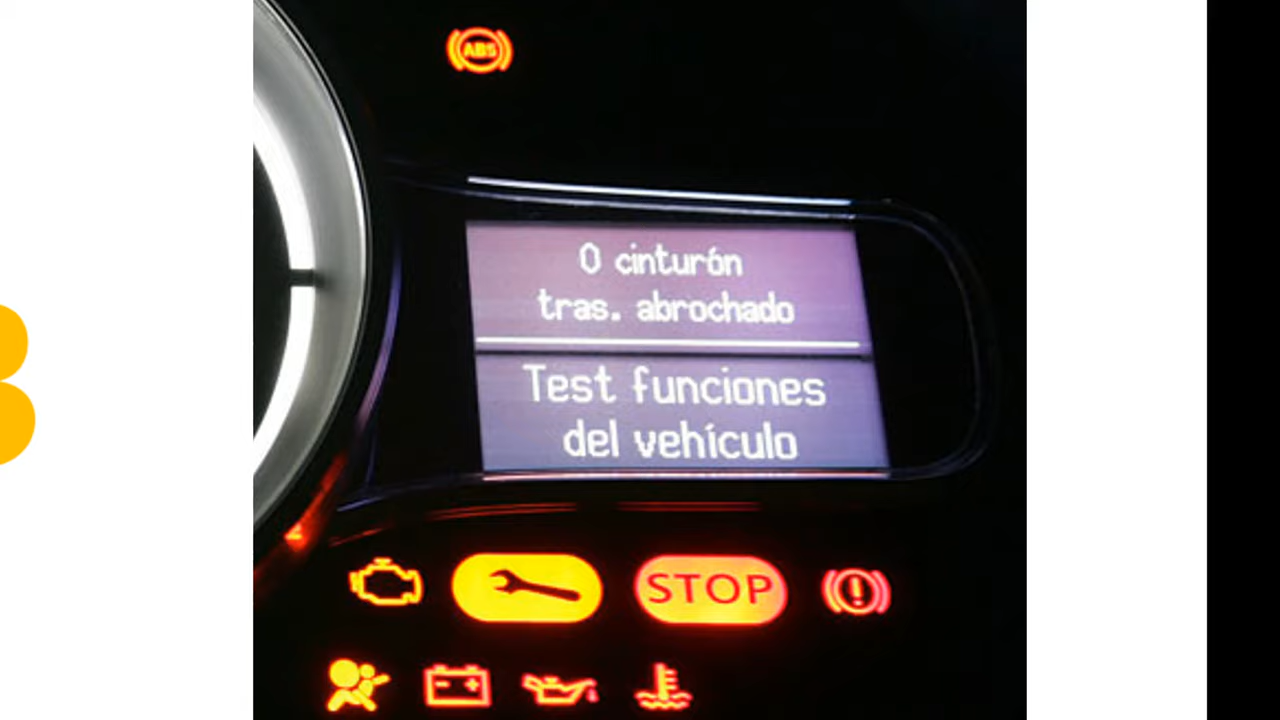 ABS
0 cinturón
tras. abrochado
Test funciones
del vehículo
STOP